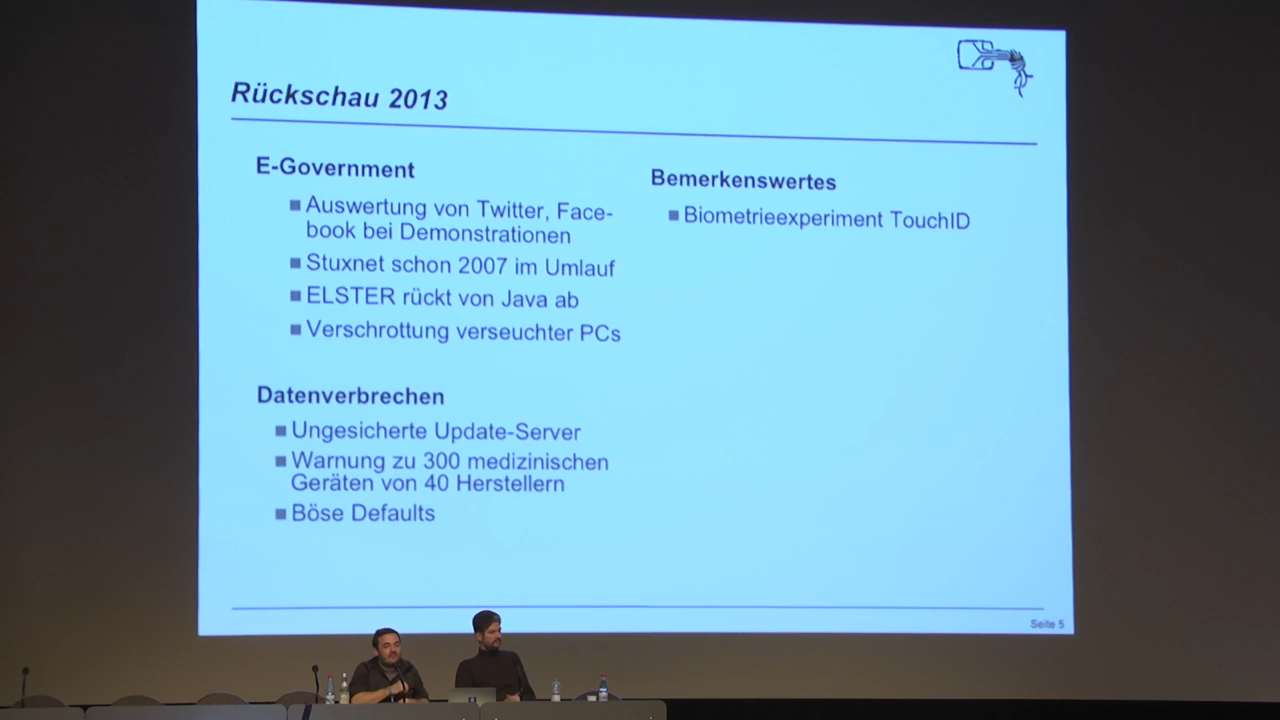 Rückschau 2013
E-Government
Auswertung von Twitter, Face-
book bei Demonstrationen
Stuxnet schon 2007 im Umlauf
ELSTER rückt von Java ab
Verschrottung verseuchter PCs
Datenverbrechen
Ungesicherte Update-Server
Warnung zu 300 medizinischen
Geräten von 40 Herstellern
Böse Defaults
Bemerkenswertes
Biometrieexperiment TouchID
Seite 5